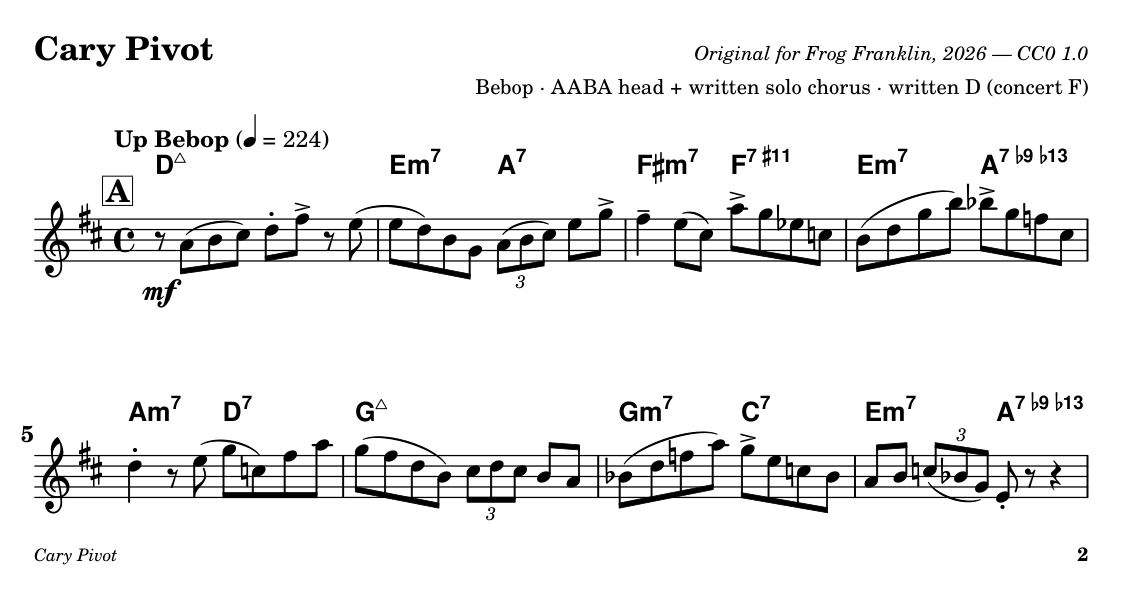 Cary Pivot
Original for Frog Franklin, 2026 — CC0 1.0
Bebop · AABA head + written solo chorus · written D (concert F)
Up Bebop (♩ = 224)
D△ Em7 A7 F♯m7 F7 ♯11 Em7 A7 ♭9 ♭13
A
3
mf
Am7 D7 G△ Gm7 C7 Em7 A7 ♭9 ♭13
5
3
3
Cary Pivot 2